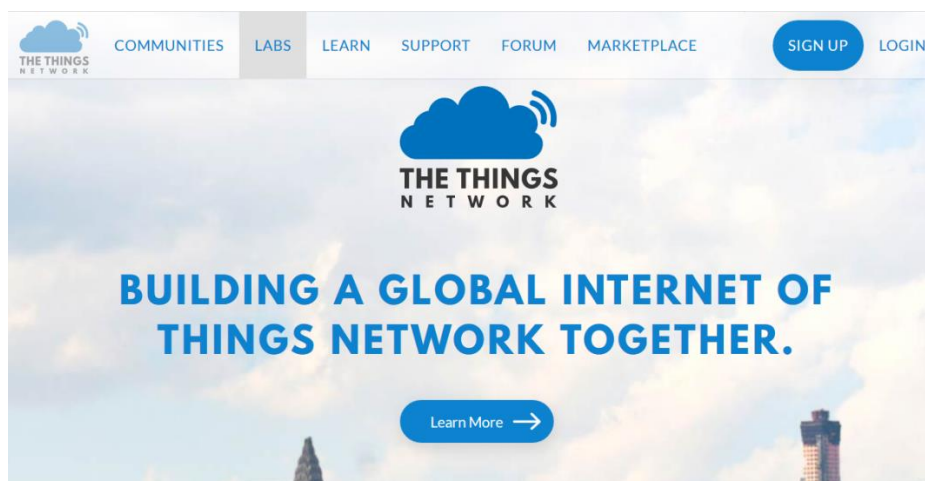 THE THINGS
NETWORK
COMMUNITIES LABS LEARN SUPPORT FORUM MARKETPLACE SIGN UP LOGIN
THE THINGS
NETWORK
BUILDING A GLOBAL INTERNET OF
THINGS NETWORK TOGETHER.
Learn More